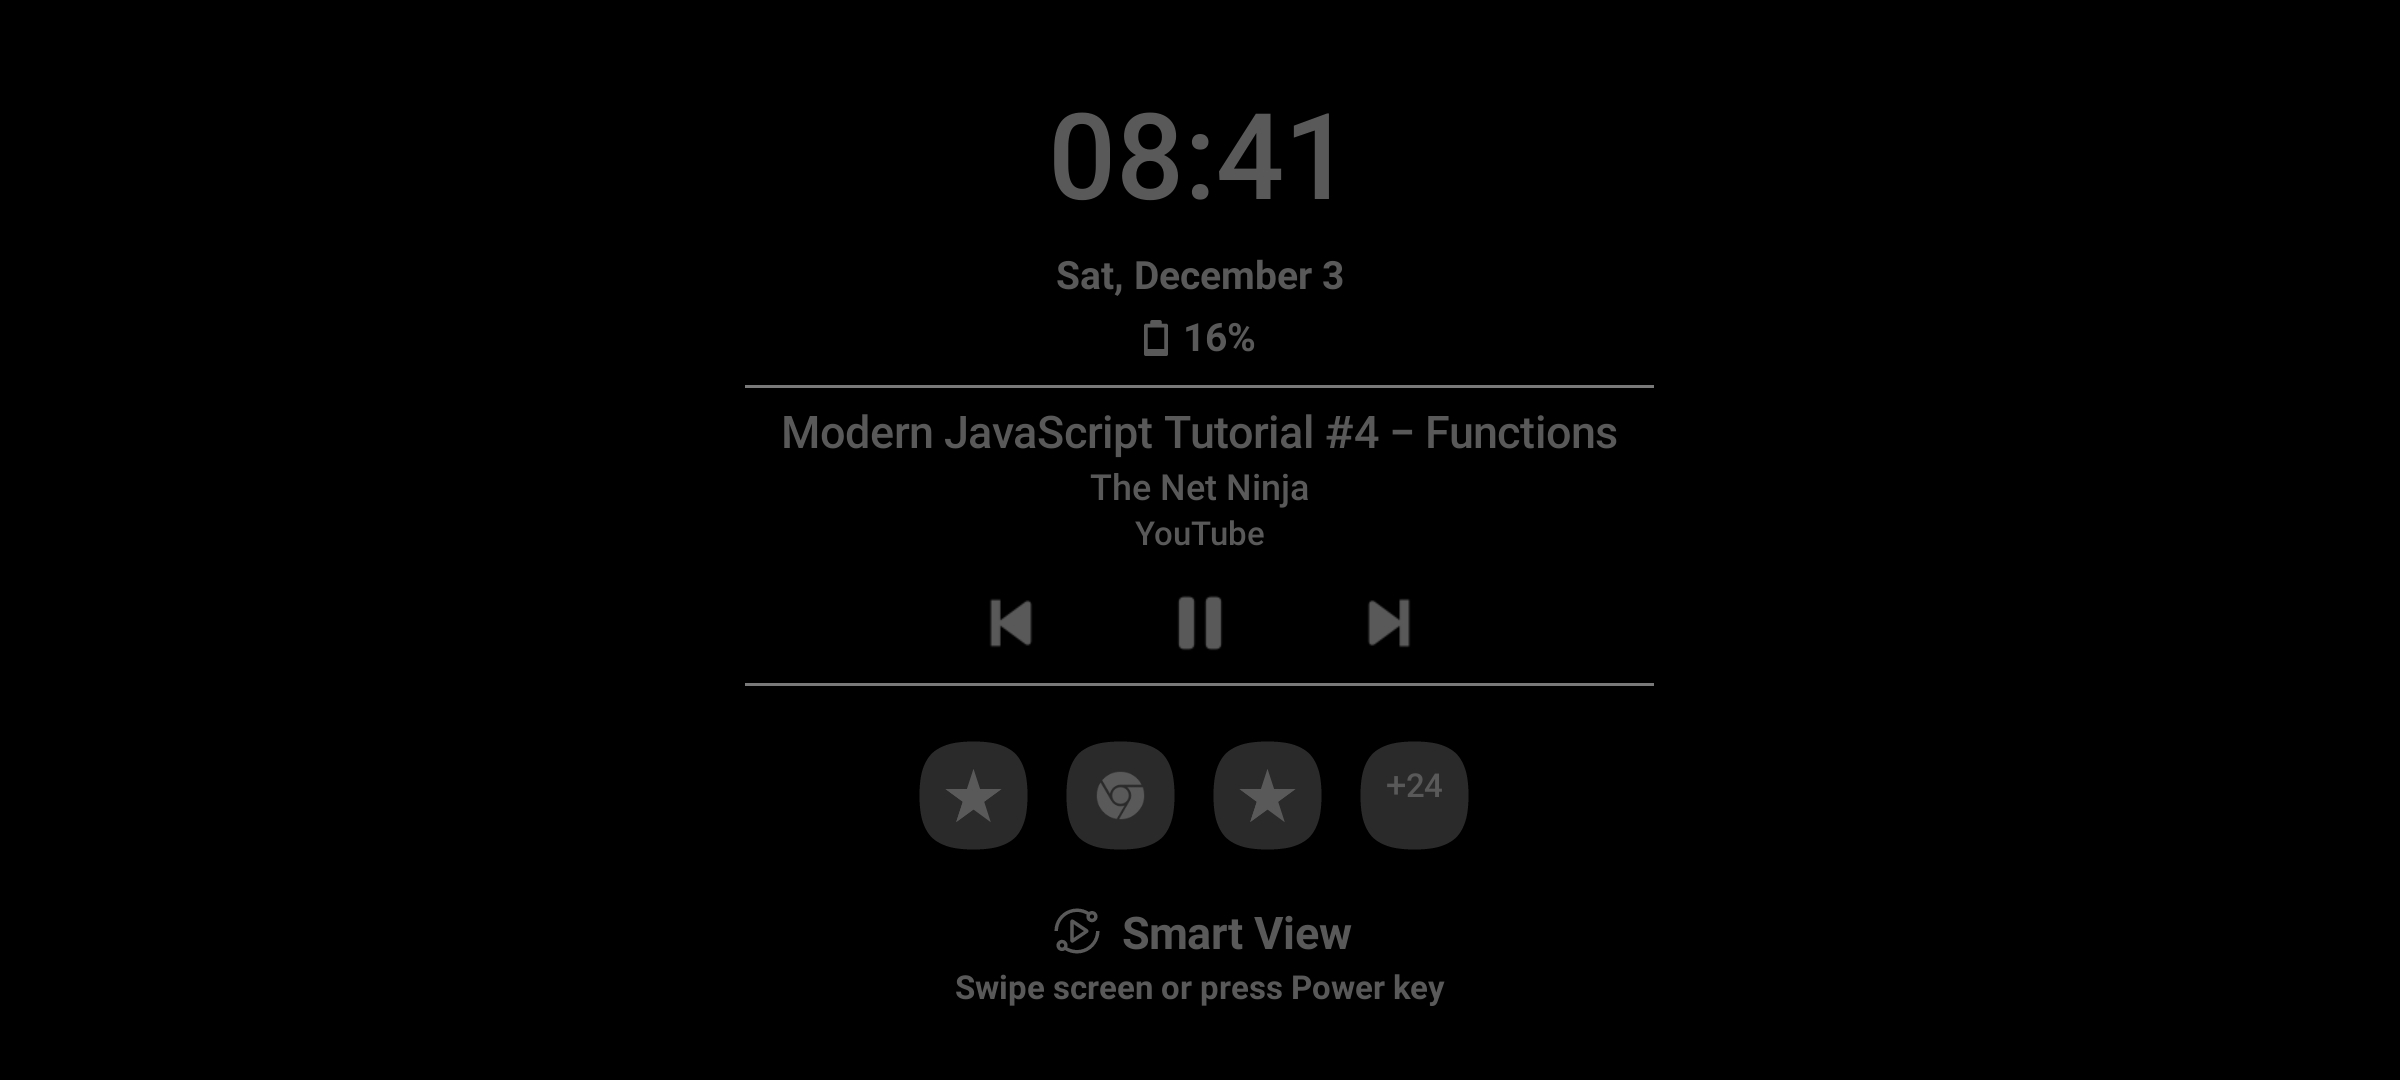 08:41
Sat, December 3
16%
Modern JavaScript Tutorial #4 – Functions
The Net Ninja
YouTube
+24
Smart View
Swipe screen or press Power key